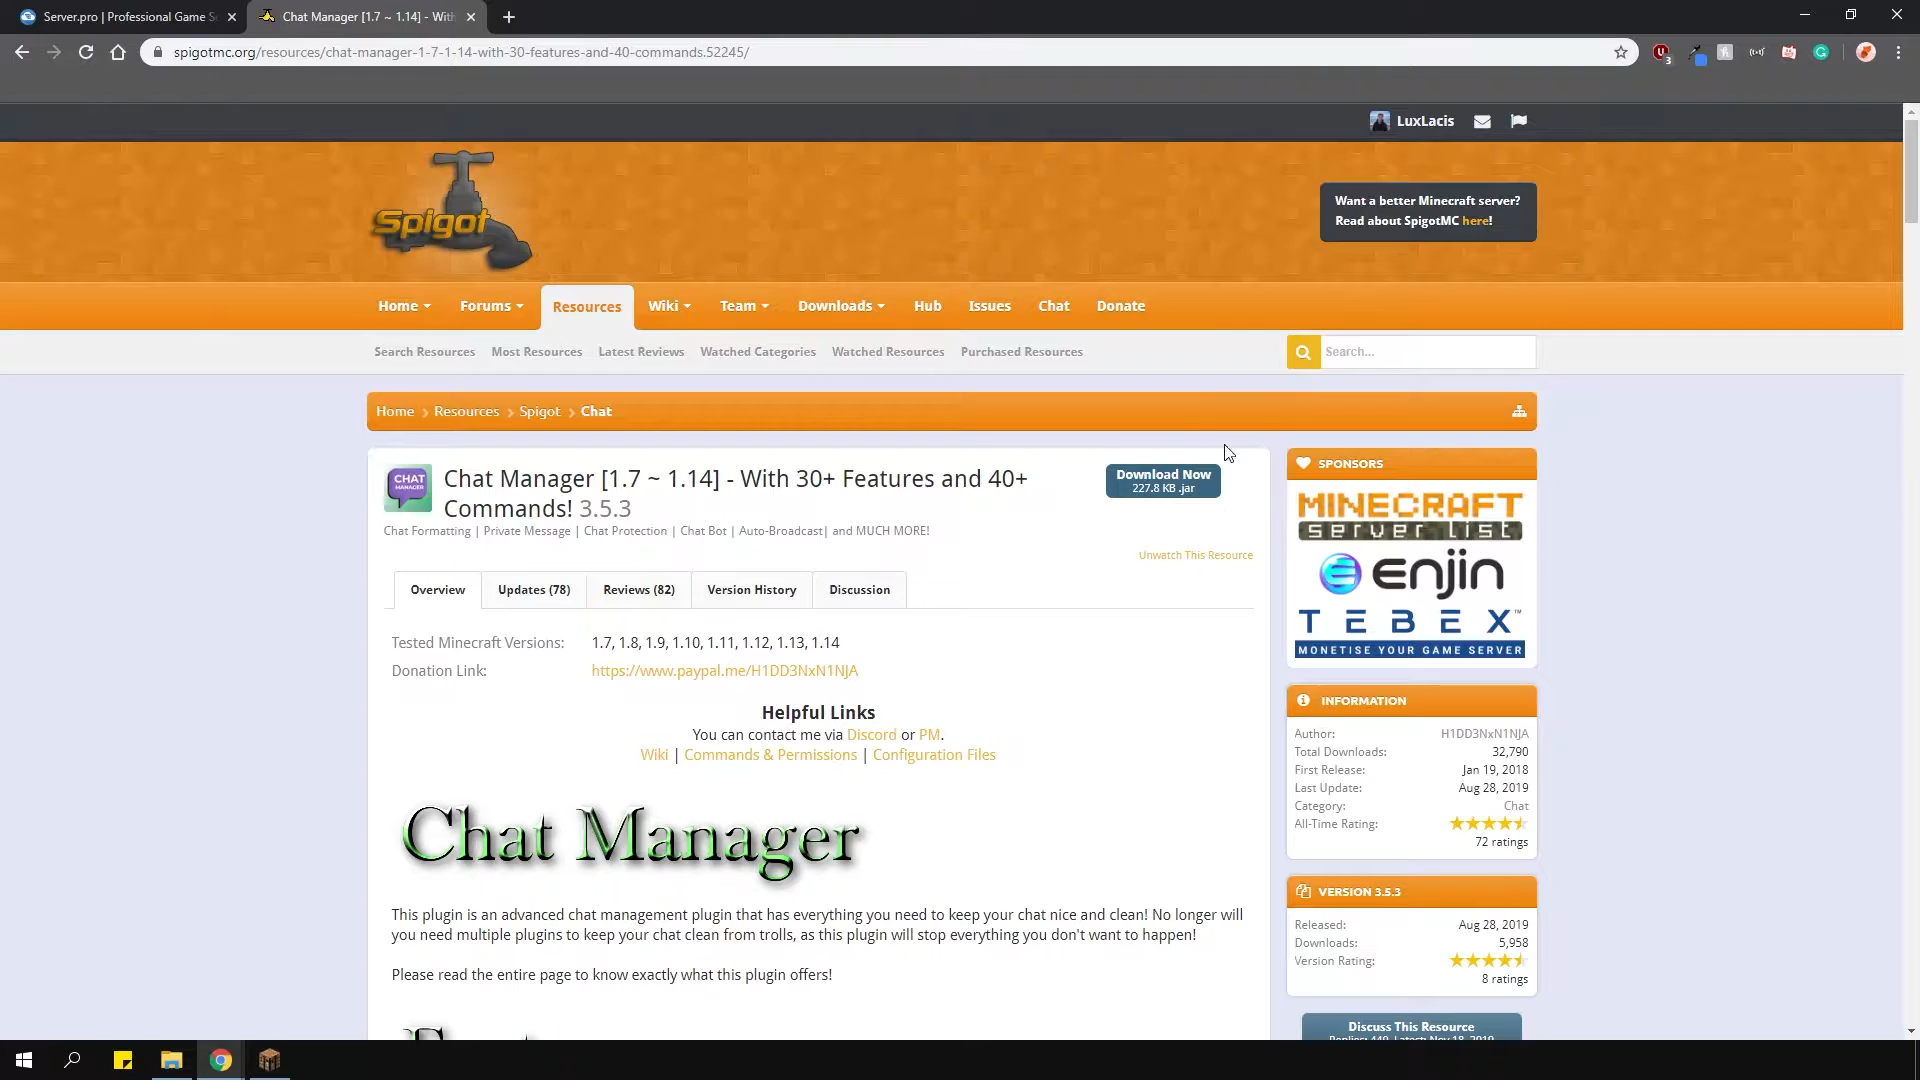 Server.pro | Professional Game S
Chat Manager [1.7 ~ 1.14] - With
spigotmc.org/resources/chat-manager-1-7-1-14-with-30-features-and-40-commands.52245/
3
LuxLacis
Spigot
Want a better Minecraft server?
Read about SpigotMC here!
Home Forums Resources Wiki Team Downloads Hub Issues Chat Donate
Search Resources Most Resources Latest Reviews Watched Categories Watched Resources Purchased Resources
Search...
Home Resources Spigot Chat
CHAT
MANAGER
Chat Manager [1.7 ~ 1.14] - With 30+ Features and 40+
Commands! 3.5.3
Chat Formatting | Private Message | Chat Protection | Chat Bot | Auto-Broadcast| and MUCH MORE!
Download Now
227.8 KB .jar
Unwatch This Resource
Overview Updates (78) Reviews (82) Version History Discussion
Tested Minecraft Versions: 1.7, 1.8, 1.9, 1.10, 1.11, 1.12, 1.13, 1.14
Donation Link: https://www.paypal.me/H1DD3NxN1NJA
Helpful Links
You can contact me via Discord or PM.
Wiki | Commands & Permissions | Configuration Files
Chat Manager
This plugin is an advanced chat management plugin that has everything you need to keep your chat nice and clean! No longer will
you need multiple plugins to keep your chat clean from trolls, as this plugin will stop everything you don't want to happen!
Please read the entire page to know exactly what this plugin offers!
SPONSORS
MINECRAFT
server list
enjin
TEBEX™
MONETISE YOUR GAME SERVER
INFORMATION
Author: H1DD3NxN1NJA
Total Downloads: 32,790
First Release: Jan 19, 2018
Last Update: Aug 28, 2019
Category: Chat
All-Time Rating:
72 ratings
VERSION 3.5.3
Released: Aug 28, 2019
Downloads: 5,958
Version Rating:
8 ratings
Discuss This Resource